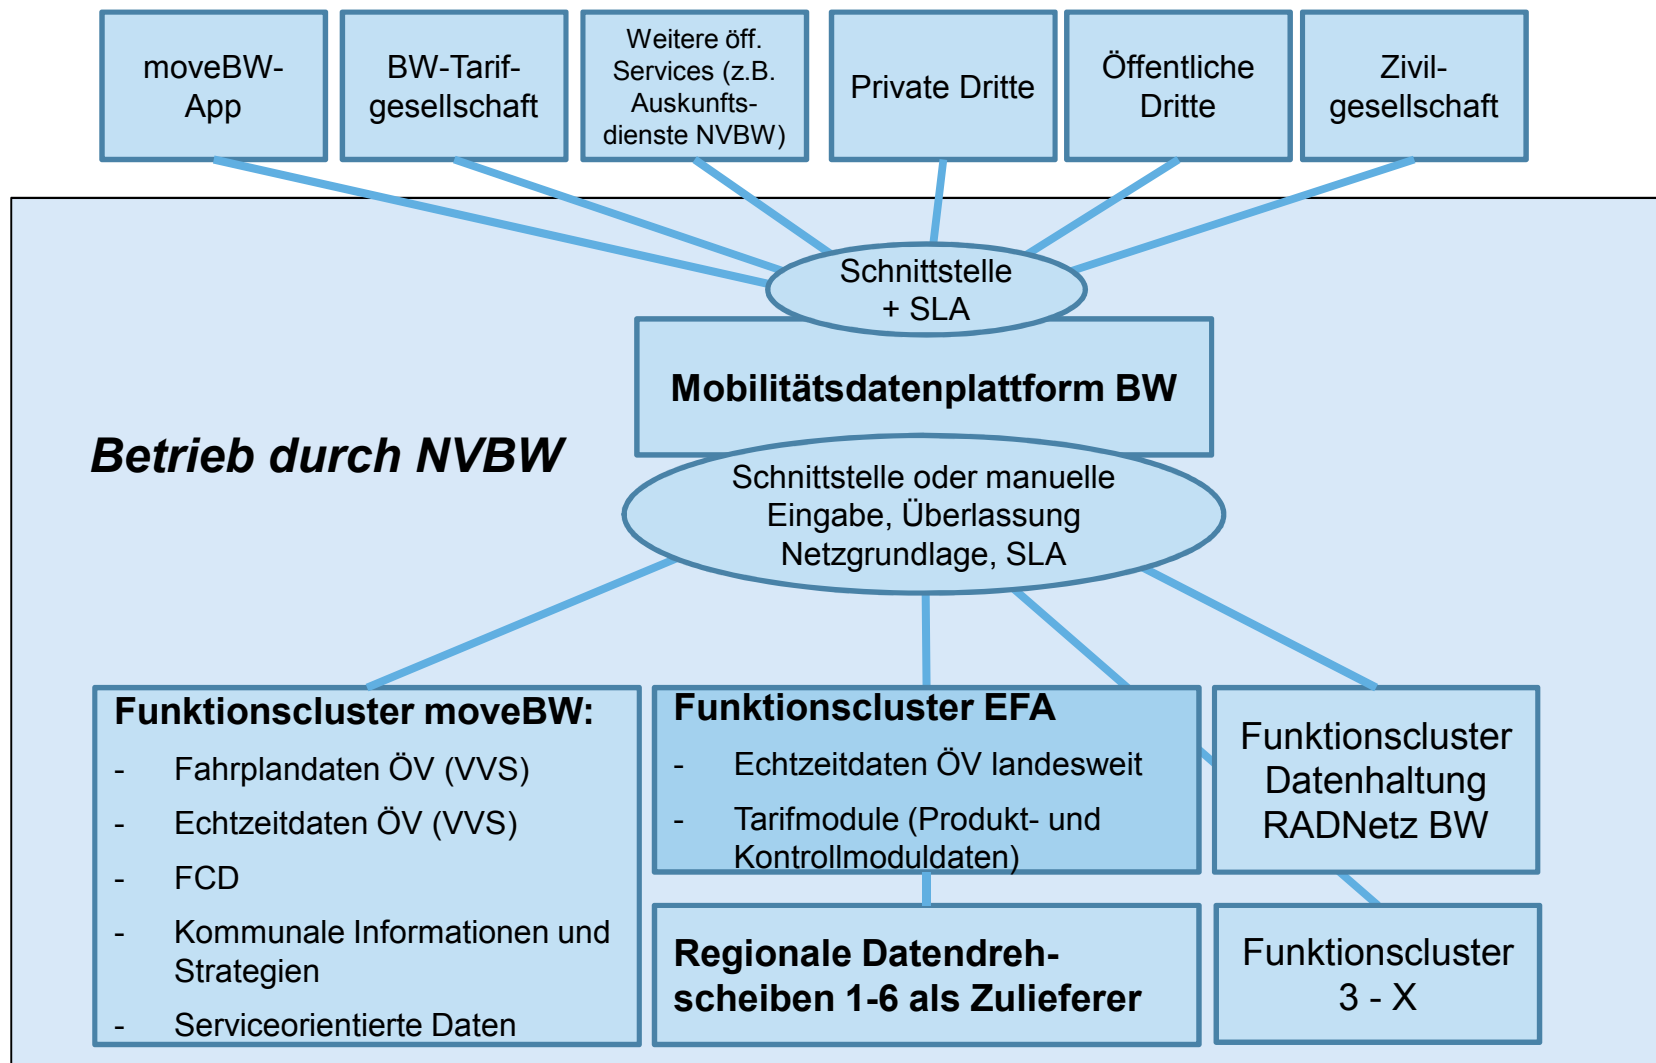 moveBW-
App
BW-Tarif-
gesellschaft
Weitere öff.
Services (z.B.
Auskunfts-
dienste NVBW)
Private Dritte
Öffentliche
Dritte
Zivil-
gesellschaft
Schnittstelle
+ SLA
Mobilitätsdatenplattform BW
Betrieb durch NVBW
Schnittstelle oder manuelle
Eingabe, Überlassung
Netzgrundlage, SLA
Funktionscluster moveBW:
- Fahrplandaten ÖV (VVS)
- Echtzeitdaten ÖV (VVS)
- FCD
- Kommunale Informationen und
Strategien
- Serviceorientierte Daten
Funktionscluster EFA
- Echtzeitdaten ÖV landesweit
- Tarifmodule (Produkt- und
Kontrollmoduldaten)
Funktionscluster
Datenhaltung
RADNetz BW
Regionale Datendreh-
scheiben 1-6 als Zulieferer
Funktionscluster
3 - X